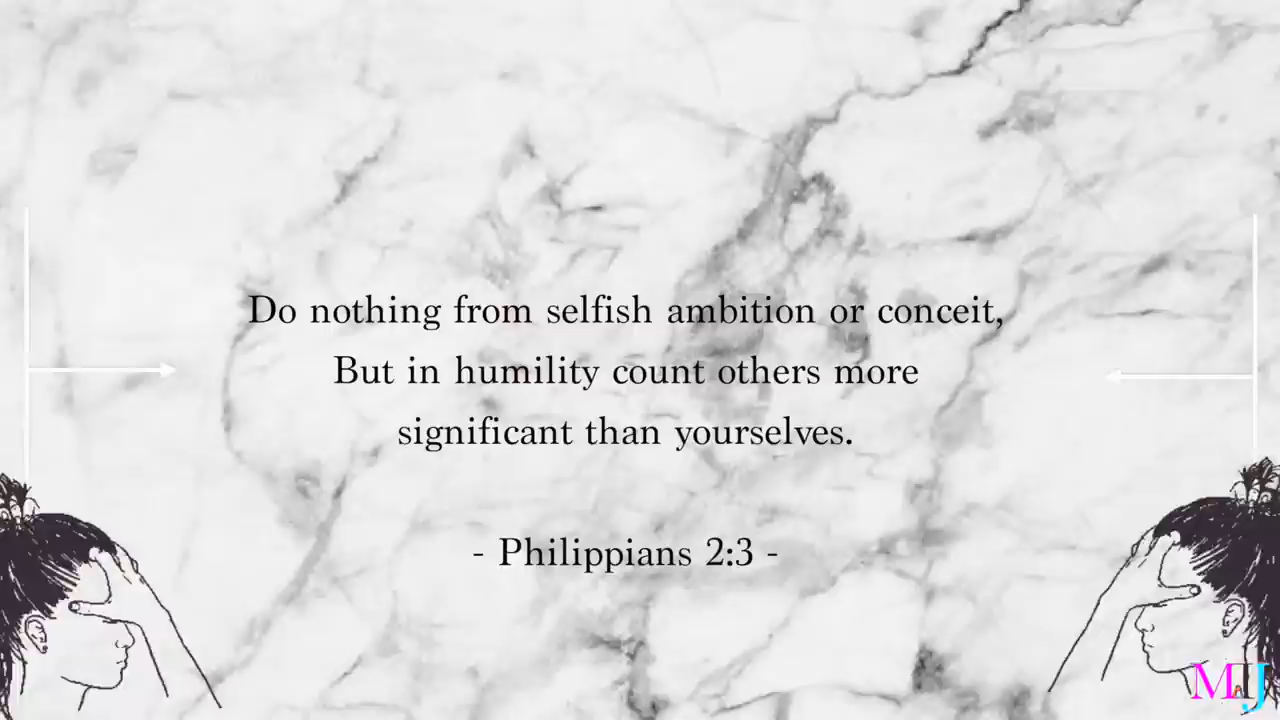 Do nothing from selfish ambition or conceit,
But in humility count others more
significant than yourselves.
- Philippians 2:3 -